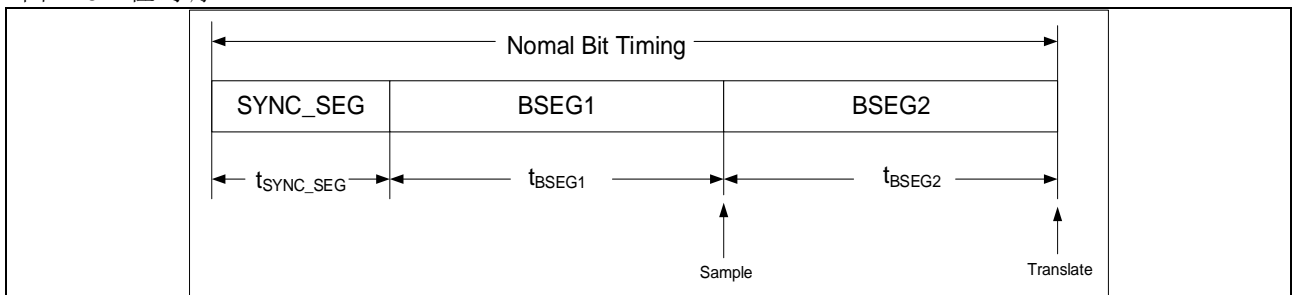 Nomal Bit Timing
SYNC_SEG BSEG1 BSEG2
tSYNC_SEG tBSEG1 tBSEG2
Sample Translate